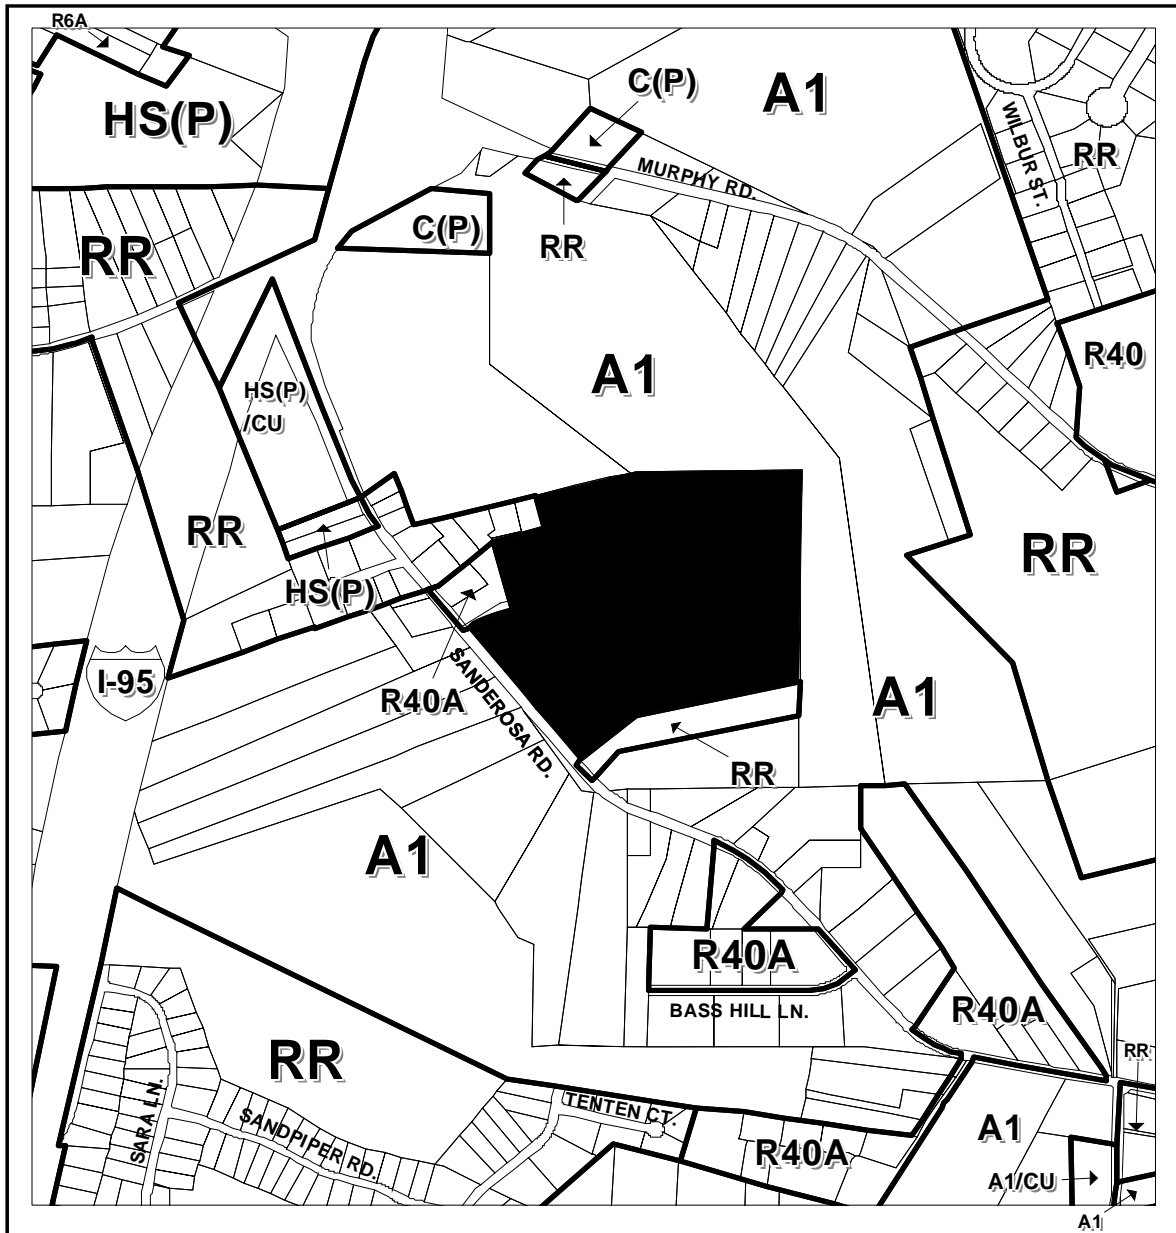 R6A
HS(P)
C(P)
A1
WILBUR ST.
RR
MURPHY RD.
RR
C(P)
RR
R40
A1
HS(P)
/CU
RR
HS(P)
RR
R40A
I-95
SANDEROSA RD.
A1
RR
A1
R40A
BASS HILL LN.
R40A
RR
RR
SARA LN.
SANDPIPER RD.
TENTEN CT.
R40A
A1
A1/CU
A1